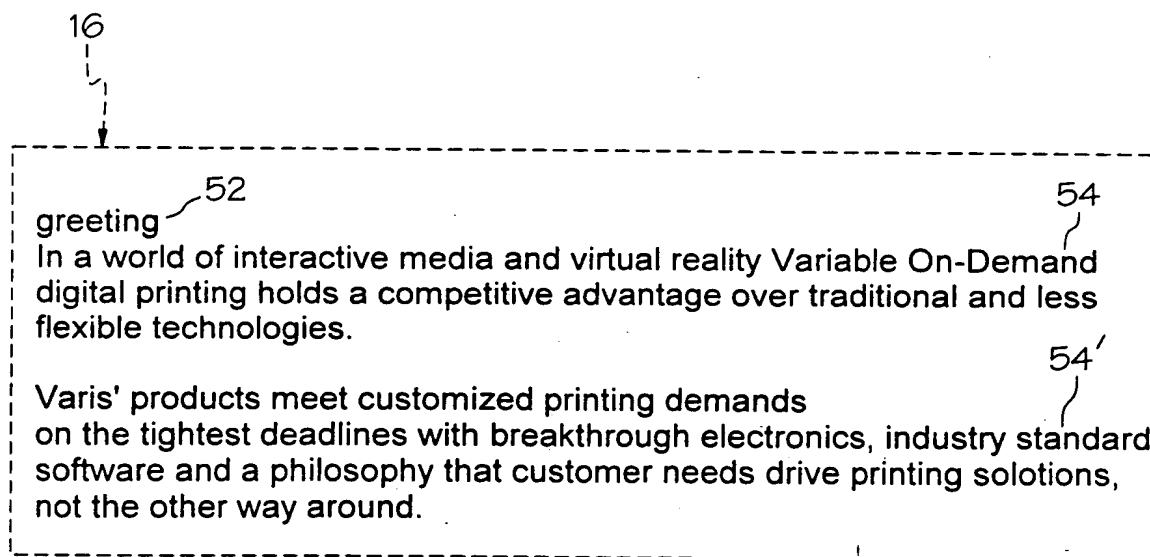 16
52
54
greeting
In a world of interactive media and virtual reality Variable On-Demand
digital printing holds a competitive advantage over traditional and less
flexible technologies.
54'
Varis' products meet customized printing demands
on the tightest deadlines with breakthrough electronics, industry standard
software and a philosophy that customer needs drive printing solotions,
not the other way around.